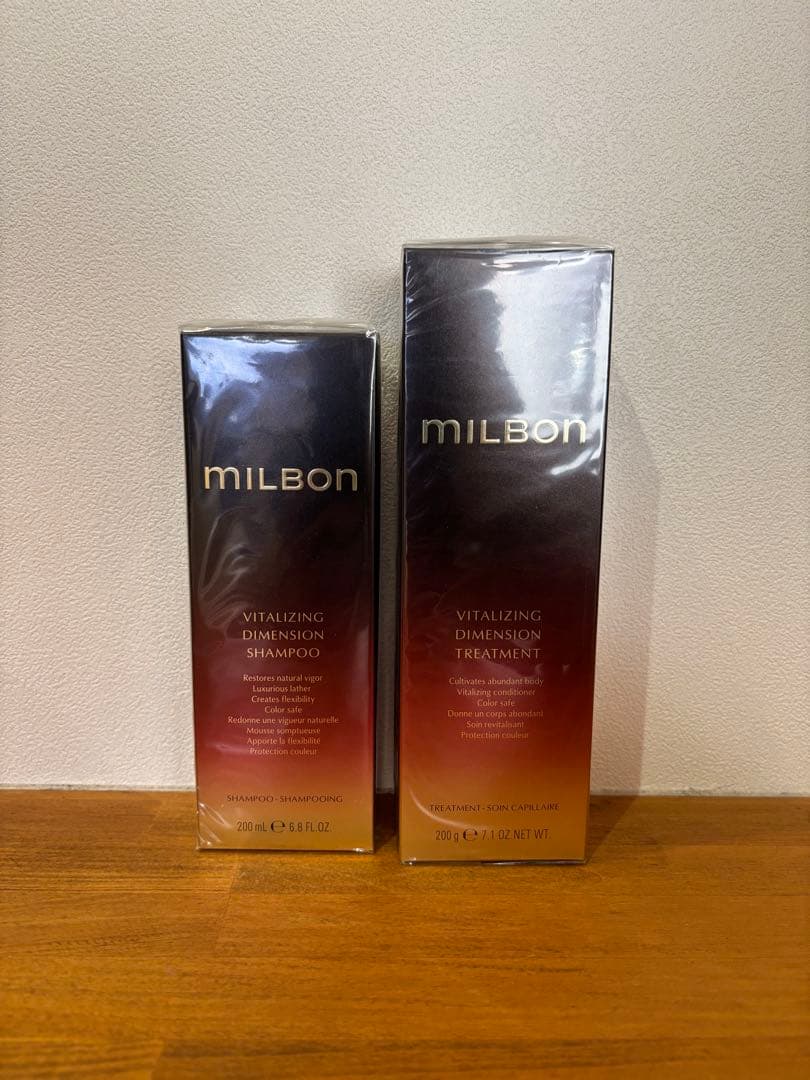 mILBon
VITALIZING
DIMENSION
SHAMPOO
Restores natural vigor
Luxurious lather
Creates flexibility
Color safe
Redonne une vigueur naturelle
Mousse somptueuse
Apporte la flexibilité
Protection couleur
SHAMPOO-SHAMPOOING
200 mL ℮ 6.8 FL.OZ.
mILBon
VITALIZING
DIMENSION
TREATMENT
Cultivates abundant body
Vitalizing conditioner
Color safe
Donne un corps abondant
Soin revitalisant
Protection couleur
TREATMENT-SOIN CAPILLAIRE
200 g ℮ 7.1 OZ.NET WT.